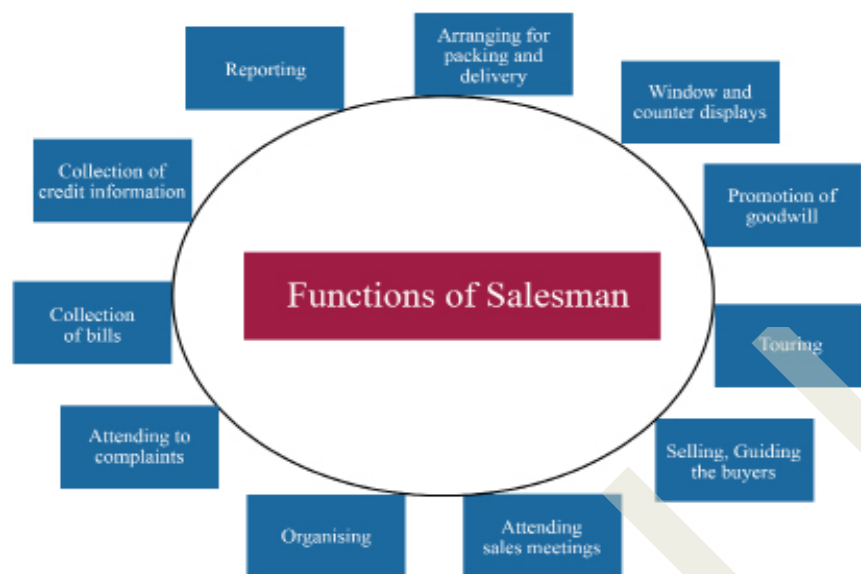 Arranging for
packing and
delivery
Reporting
Window and
counter displays
Collection of
credit information
Promotion of
goodwill
Functions of Salesman
Collection
of bills
Touring
Attending to
complaints
Selling, Guiding
the buyers
Organising
Attending
sales meetings